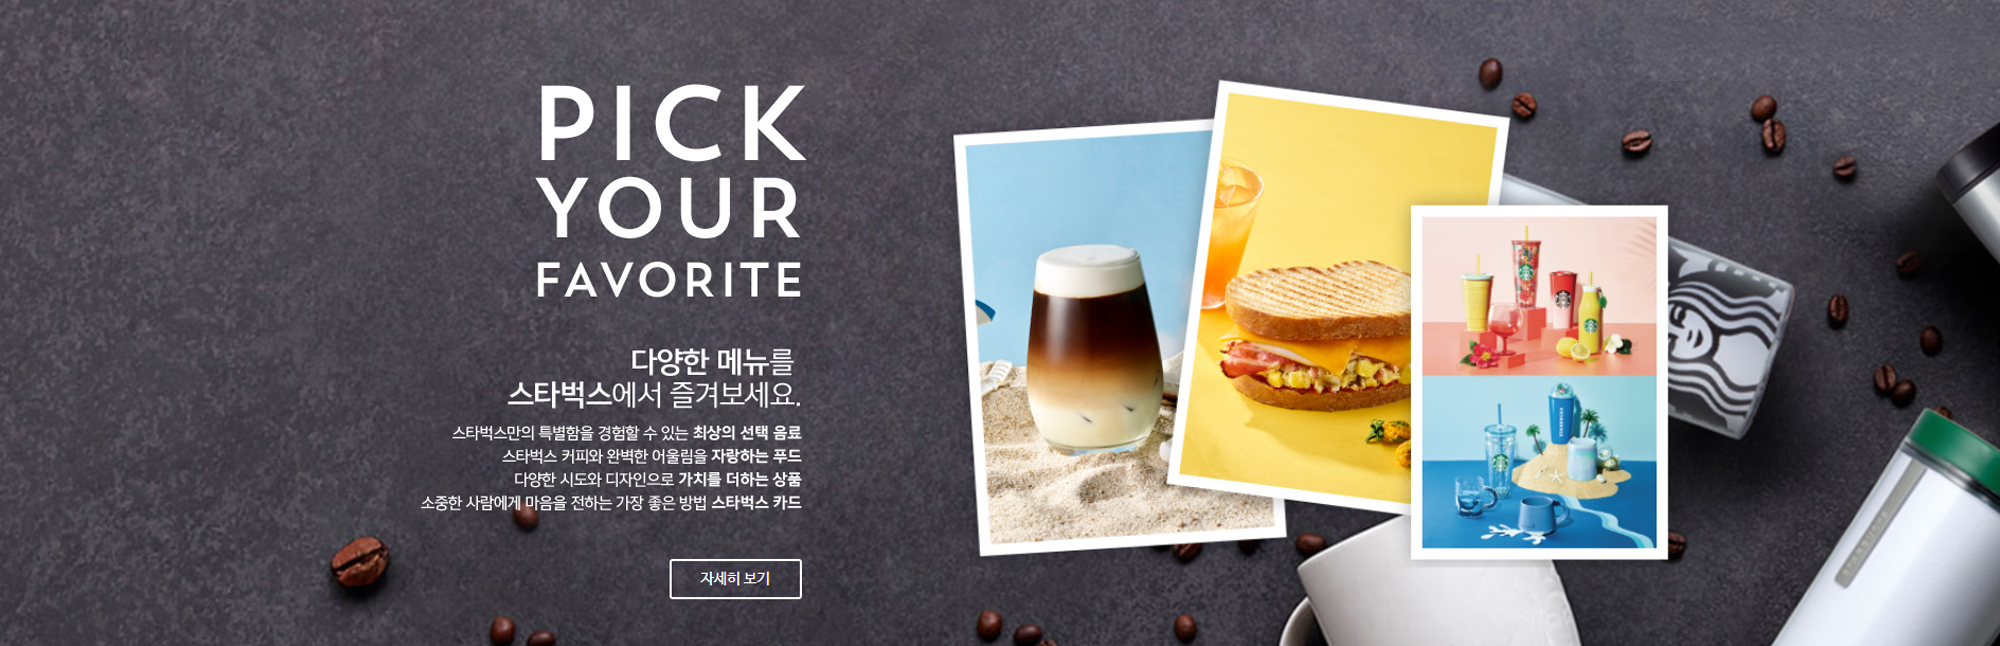 PICK
YOUR
FAVORITE
다양한 메뉴를
스타벅스에서 즐겨보세요.
스타벅스만의 특별함을 경험할 수 있는 최상의 선택 음료
스타벅스 커피와 완벽한 어울림을 자랑하는 푸드
다양한 시도와 디자인으로 가치를 더하는 상품
소중한 사람에게 마음을 전하는 가장 좋은 방법 스타벅스 카드
자세히 보기